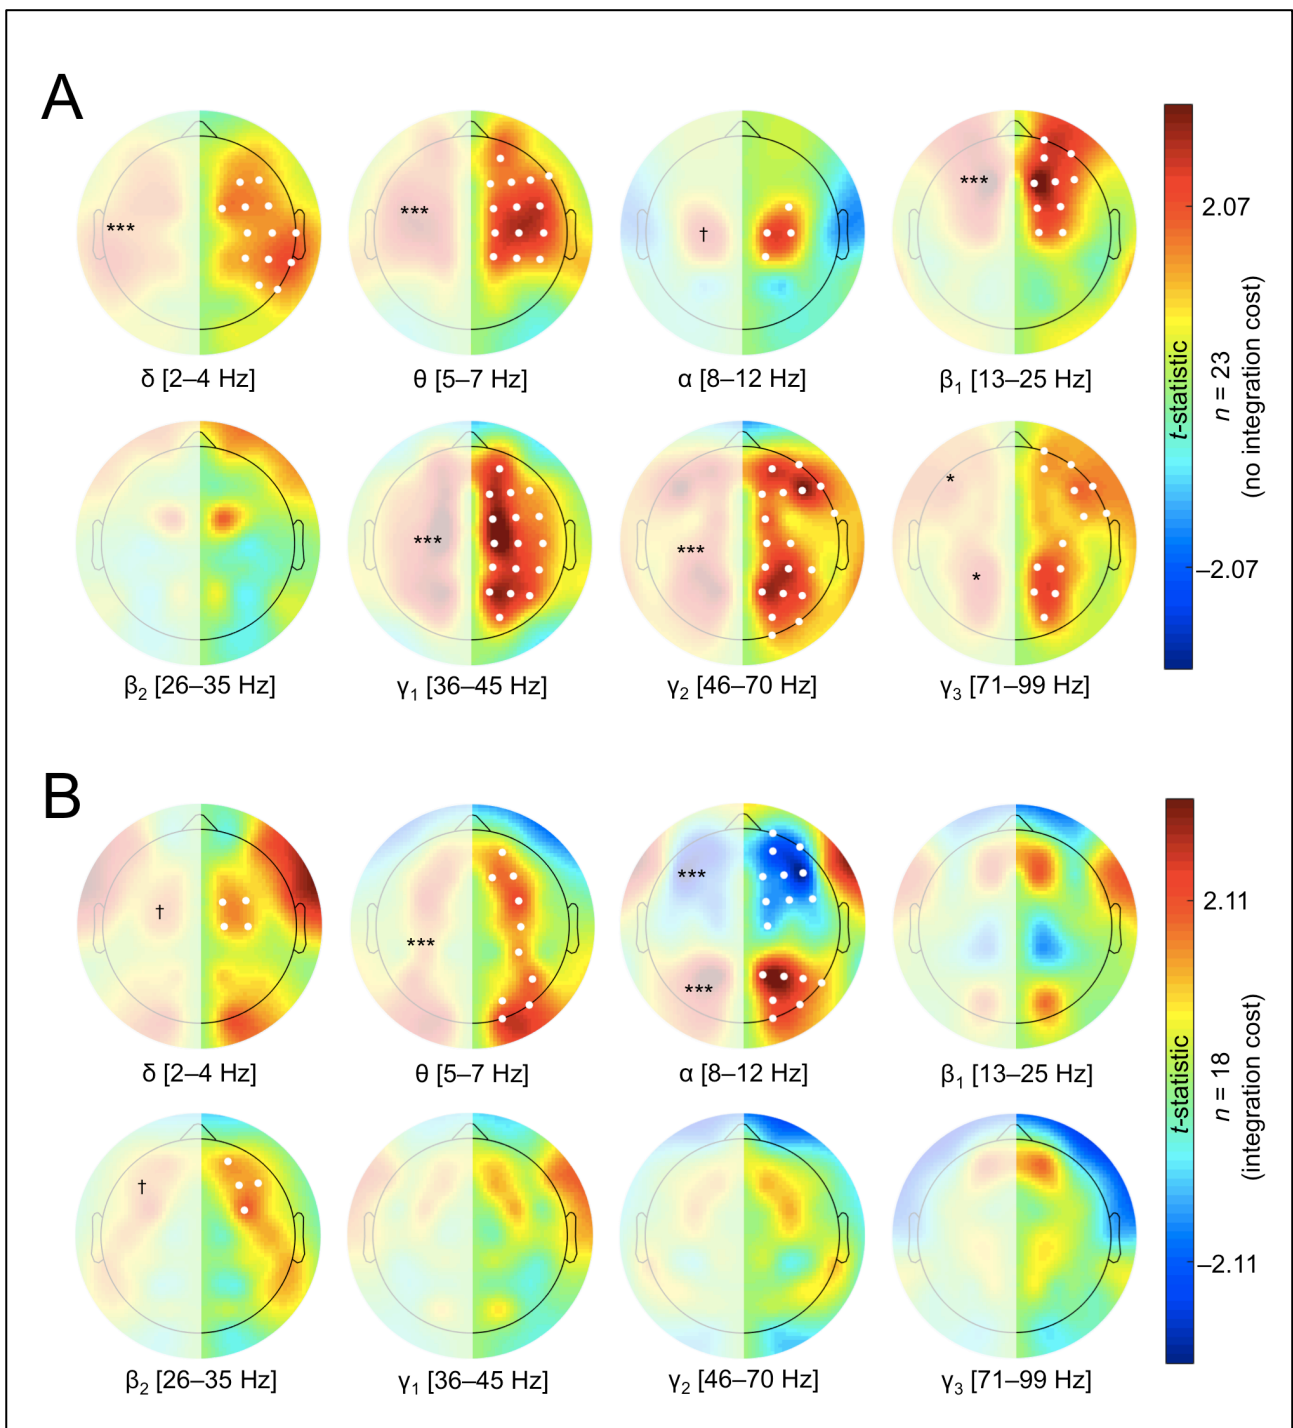 A
***
***
†
***
δ [2–4 Hz]
θ [5–7 Hz]
α [8–12 Hz]
β₁ [13–25 Hz]
***
***
*
*
β₂ [26–35 Hz]
γ₁ [36–45 Hz]
γ₂ [46–70 Hz]
γ₃ [71–99 Hz]
2.07
–2.07
t-statistic
n = 23
(no integration cost)
B
†
***
***
***
δ [2–4 Hz]
θ [5–7 Hz]
α [8–12 Hz]
β₁ [13–25 Hz]
†
β₂ [26–35 Hz]
γ₁ [36–45 Hz]
γ₂ [46–70 Hz]
γ₃ [71–99 Hz]
2.11
–2.11
t-statistic
n = 18
(integration cost)